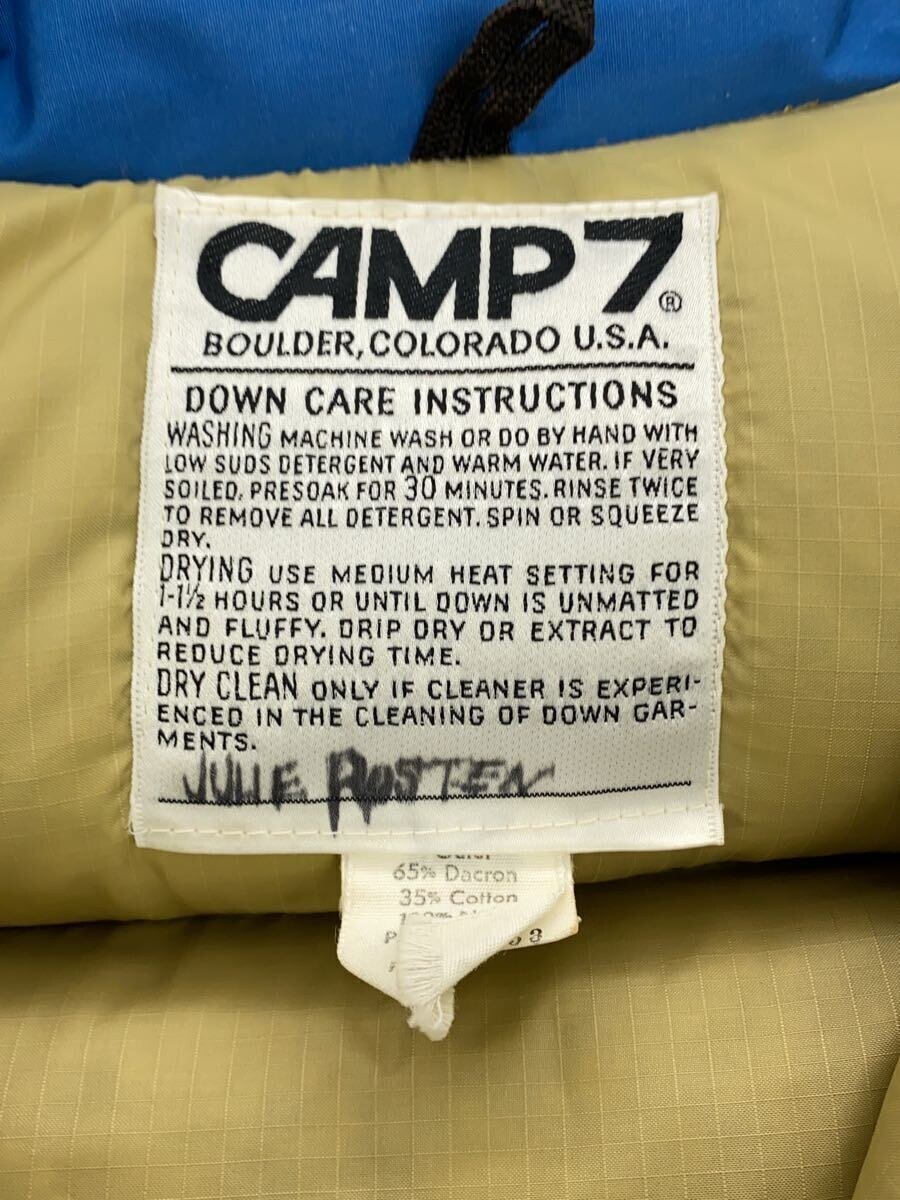 CAMP7®
BOULDER, COLORADO U.S.A.
DOWN CARE INSTRUCTIONS
WASHING MACHINE WASH OR DO BY HAND WITH
LOW SUDS DETERGENT AND WARM WATER. IF VERY
SOILED, PRESOAK FOR 30 MINUTES. RINSE TWICE
TO REMOVE ALL DETERGENT. SPIN OR SQUEEZE
DRY.
DRYING USE MEDIUM HEAT SETTING FOR
1-1½ HOURS OR UNTIL DOWN IS UNMATTED
AND FLUFFY. DRIP DRY OR EXTRACT TO
REDUCE DRYING TIME.
DRY CLEAN ONLY IF CLEANER IS EXPERI-
ENCED IN THE CLEANING OF DOWN GAR-
MENTS.
JULIE
65% Dacron
35% Cotton